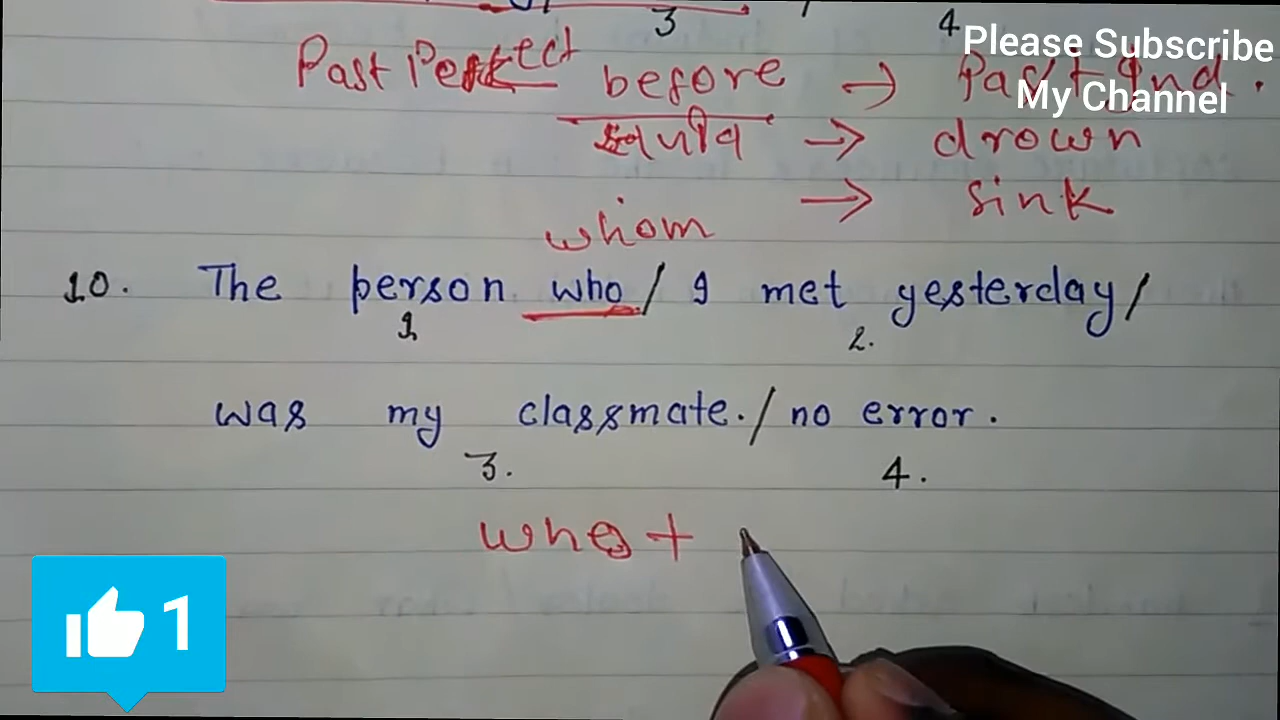 3 4
Please Subscribe
My Channel
Past Perfect before → Past Ind.
→ drown
→ sink
whom
10. The person who / I met yesterday /
1 2.
was my classmate. / no error.
3. 4.
who +
1